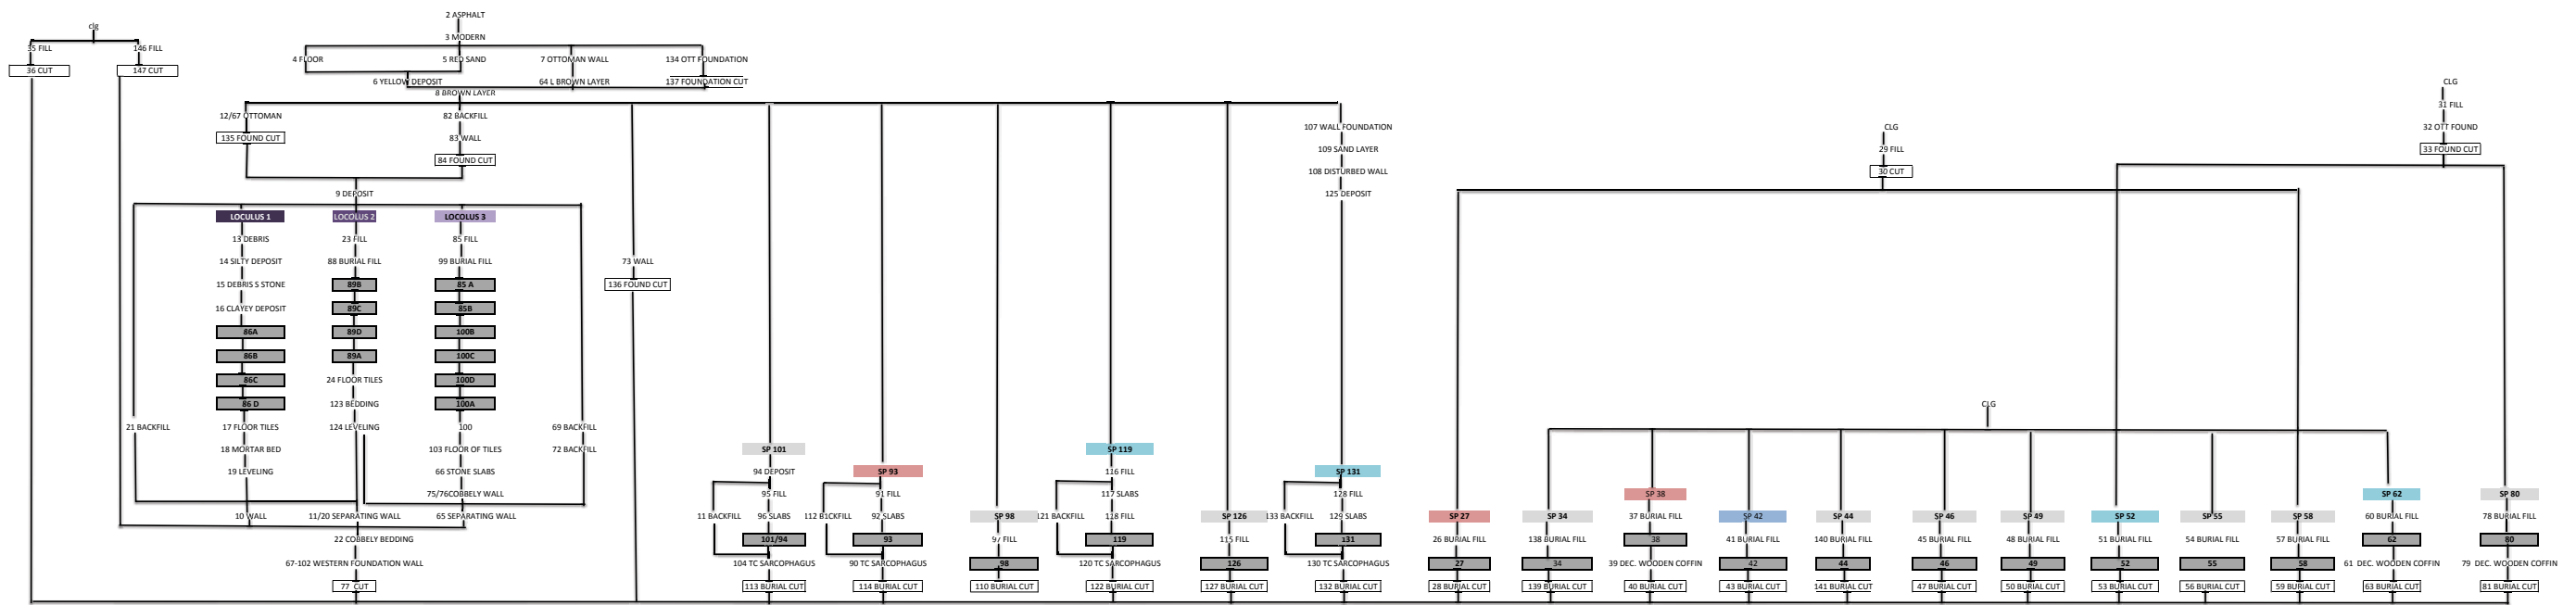 2 ASPHALT
clg
3 MODERN
35 FILL
146 FILL
4 FLOOR
5 RED SAND
7 OTTOMAN WALL
134 OTT FOUNDATION
36 CUT
147 CUT
6 YELLOW DEPOSIT
64 L BROWN LAYER
137 FOUNDATION CUT
CLG
8 BROWN LAYER
31 FILL
12/67 OTTOMAN
82 BACKFILL
107 WALL FOUNDATION
CLG
32 OTT FOUND
135 FOUND CUT
83 WALL
109 SAND LAYER
29 FILL
33 FOUND CUT
84 FOUND CUT
108 DISTURBED WALL
30 CUT
9 DEPOSIT
125 DEPOSIT
LOCULUS 1
LOCOLUS 2
LOCOLUS 3
13 DEBRIS
23 FILL
85 FILL
14 SILTY DEPOSIT
88 BURIAL FILL
99 BURIAL FILL
73 WALL
15 DEBRIS S STONE
89B
85 A
136 FOUND CUT
16 CLAYEY DEPOSIT
89C
85B
86A
89D
100B
86B
89A
100C
86C
24 FLOOR TILES
100D
86 D
123 BEDDING
100A
CLG
21 BACKFILL
17 FLOOR TILES
124 LEVELING
100
69 BACKFILL
18 MORTAR BED
103 FLOOR OF TILES
72 BACKFILL
SP 101
SP 119
19 LEVELING
66 STONE SLABS
94 DEPOSIT
SP 93
116 FILL
SP 131
75/76COBBELY WALL
95 FILL
91 FILL
117 SLABS
128 FILL
SP 38
SP 62
SP 80
10 WALL
11/20 SEPARATING WALL
65 SEPARATING WALL
11 BACKFILL
96 SLABS
112 B1CKFILL
92 SLABS
SP 98
121 BACKFILL
118 FILL
SP 126
133 BACKFILL
129 SLABS
SP 27
SP 34
37 BURIAL FILL
SP 42
SP 44
SP 46
SP 49
SP 52
SP 55
SP 58
60 BURIAL FILL
78 BURIAL FILL
22 COBBELY BEDDING
101/94
93
97 FILL
119
115 FILL
131
26 BURIAL FILL
138 BURIAL FILL
38
41 BURIAL FILL
140 BURIAL FILL
45 BURIAL FILL
48 BURIAL FILL
51 BURIAL FILL
54 BURIAL FILL
57 BURIAL FILL
62
80
67-102 WESTERN FOUNDATION WALL
104 TC SARCOPHAGUS
90 TC SARCOPHAGUS
98
120 TC SARCOPHAGUS
126
130 TC SARCOPHAGUS
27
34
39 DEC. WOODEN COFFIN
42
44
46
49
52
55
58
61 DEC. WOODEN COFFIN
79 DEC. WOODEN COFFIN
77 CUT
113 BURIAL CUT
114 BURIAL CUT
110 BURIAL CUT
122 BURIAL CUT
127 BURIAL CUT
132 BURIAL CUT
28 BURIAL CUT
139 BURIAL CUT
40 BURIAL CUT
43 BURIAL CUT
141 BURIAL CUT
47 BURIAL CUT
50 BURIAL CUT
53 BURIAL CUT
56 BURIAL CUT
59 BURIAL CUT
63 BURIAL CUT
81 BURIAL CUT